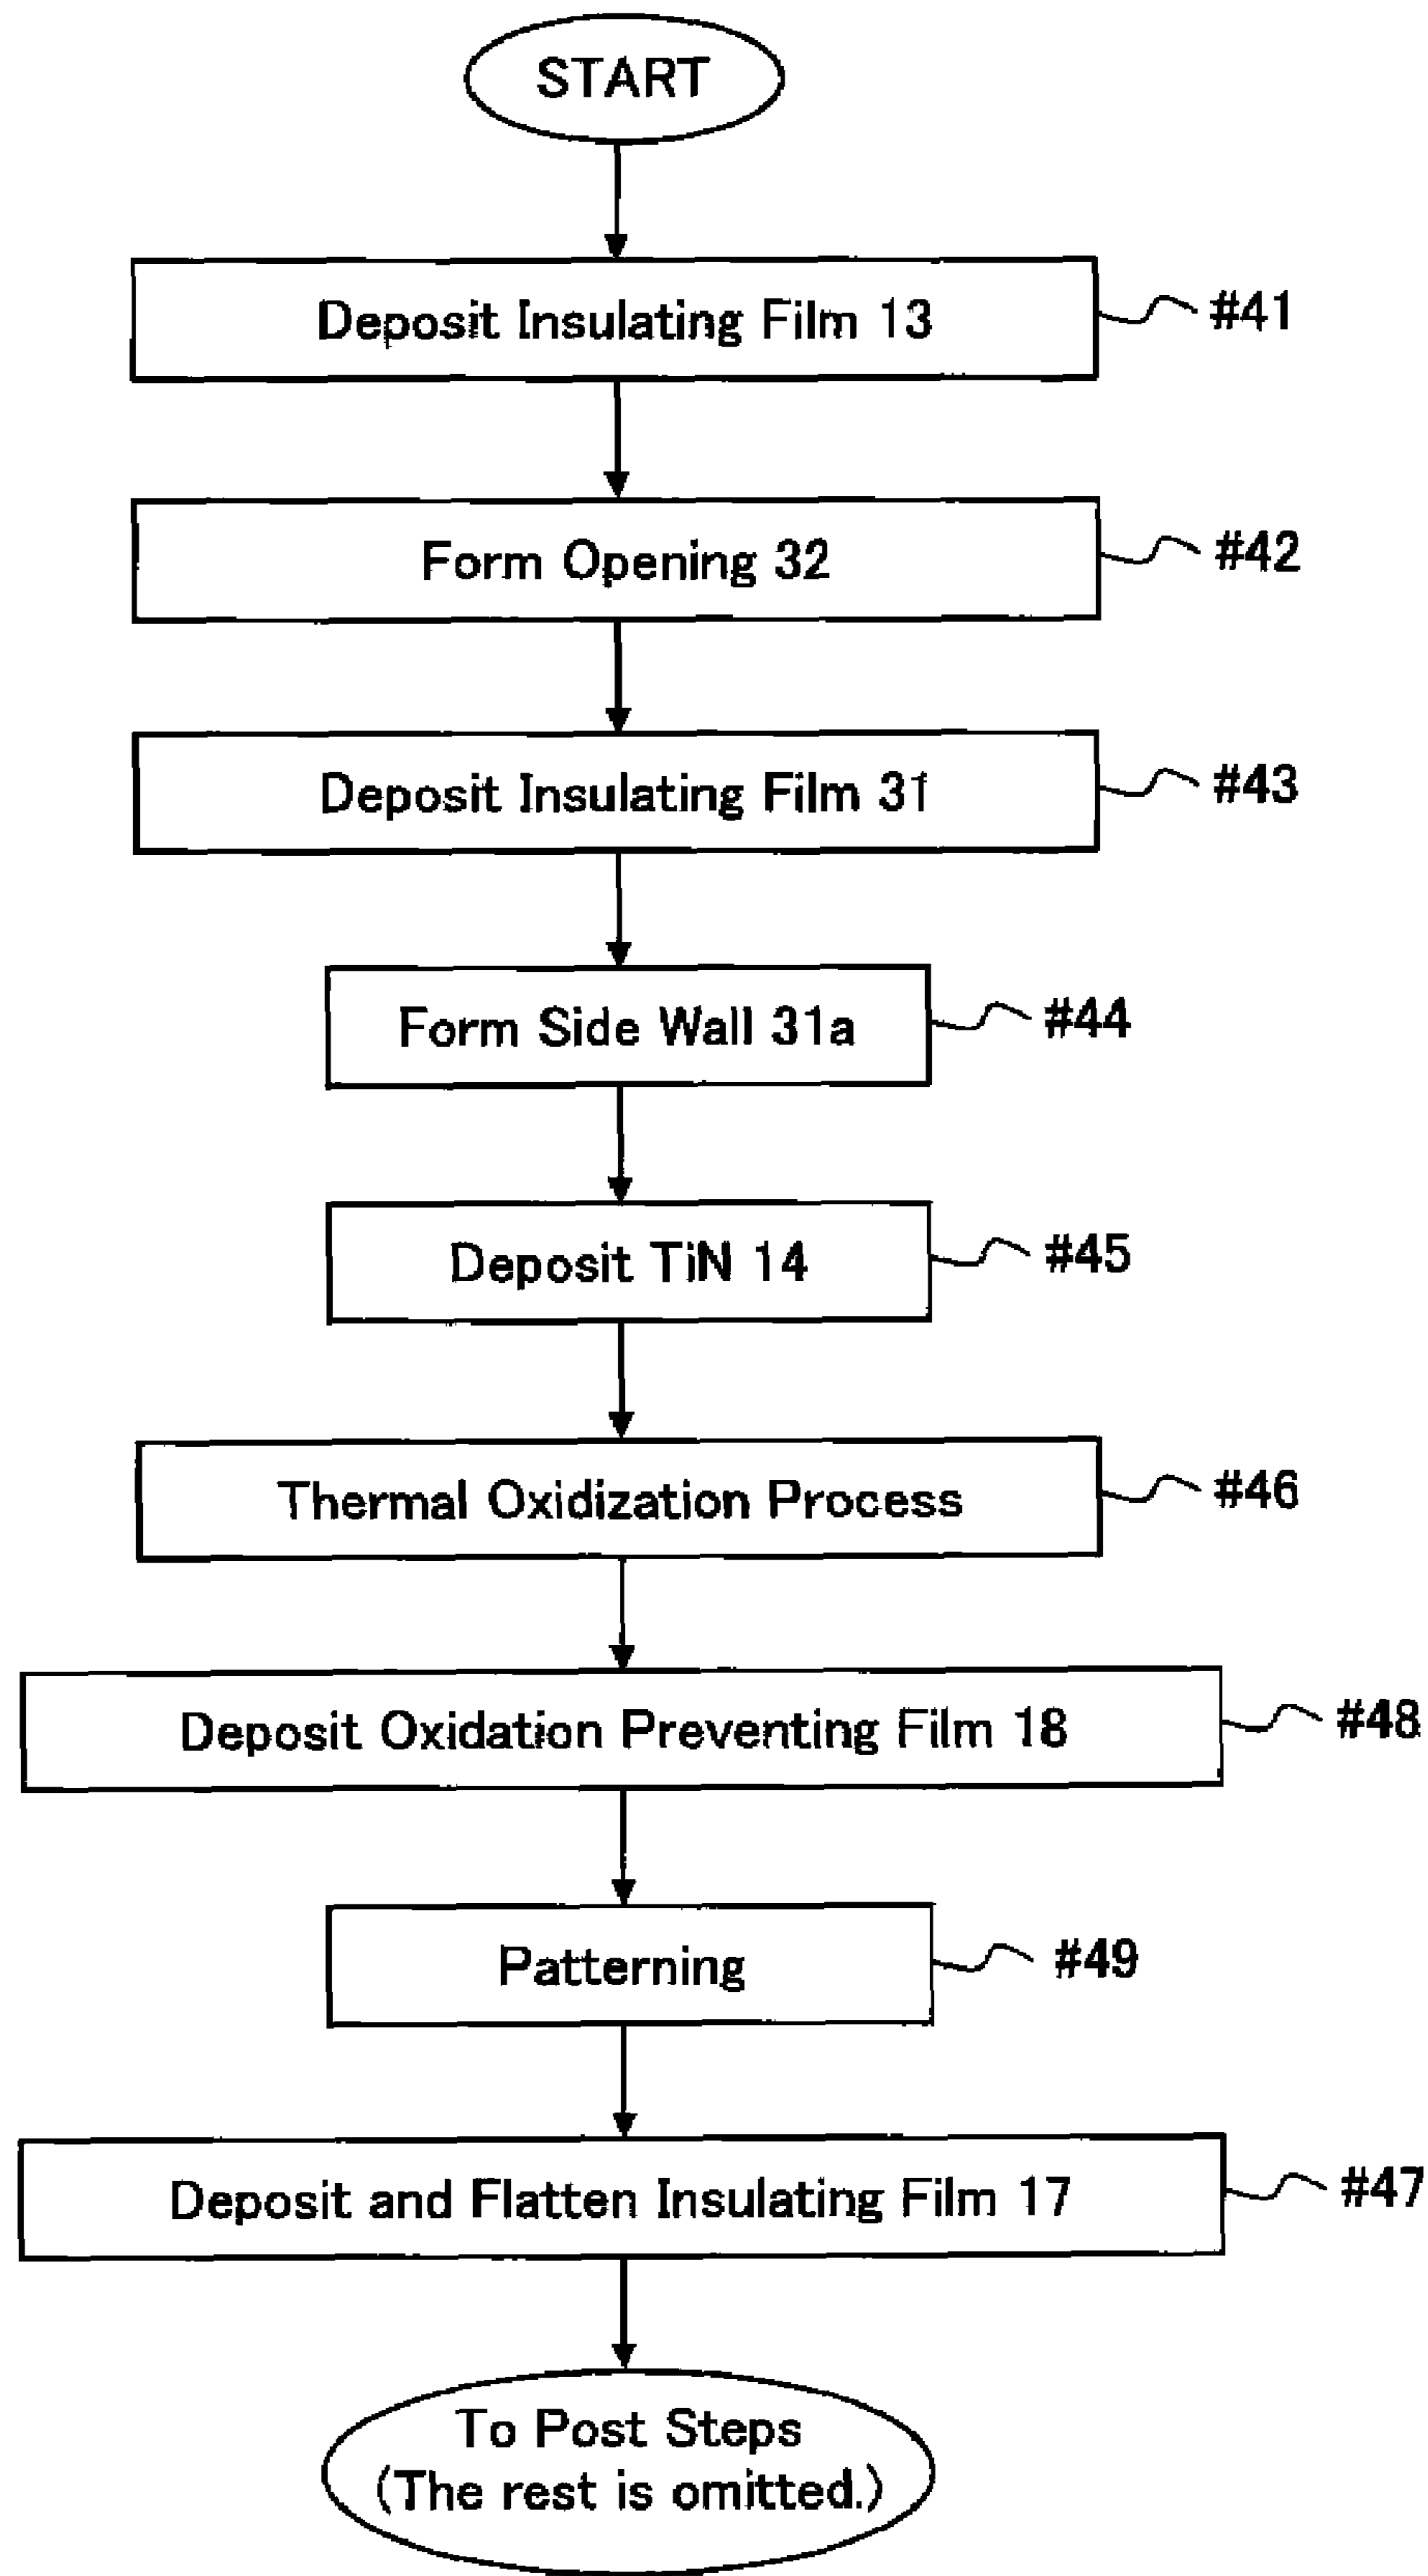 START
Deposit Insulating Film 13
#41
Form Opening 32
#42
Deposit Insulating Film 31
#43
Form Side Wall 31a
#44
Deposit TiN 14
#45
Thermal Oxidization Process
#46
Deposit Oxidation Preventing Film 18
#48
Patterning
#49
Deposit and Flatten Insulating Film 17
#47
To Post Steps
(The rest is omitted.)